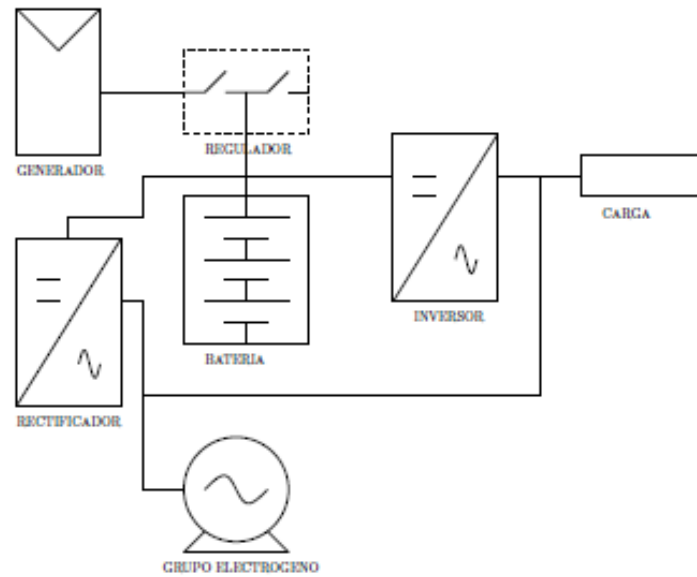 REGULADOR
GENERADOR
CARGA
INVERSOR
BATERIA
RECTIFICADOR
GRUPO ELECTROGENO